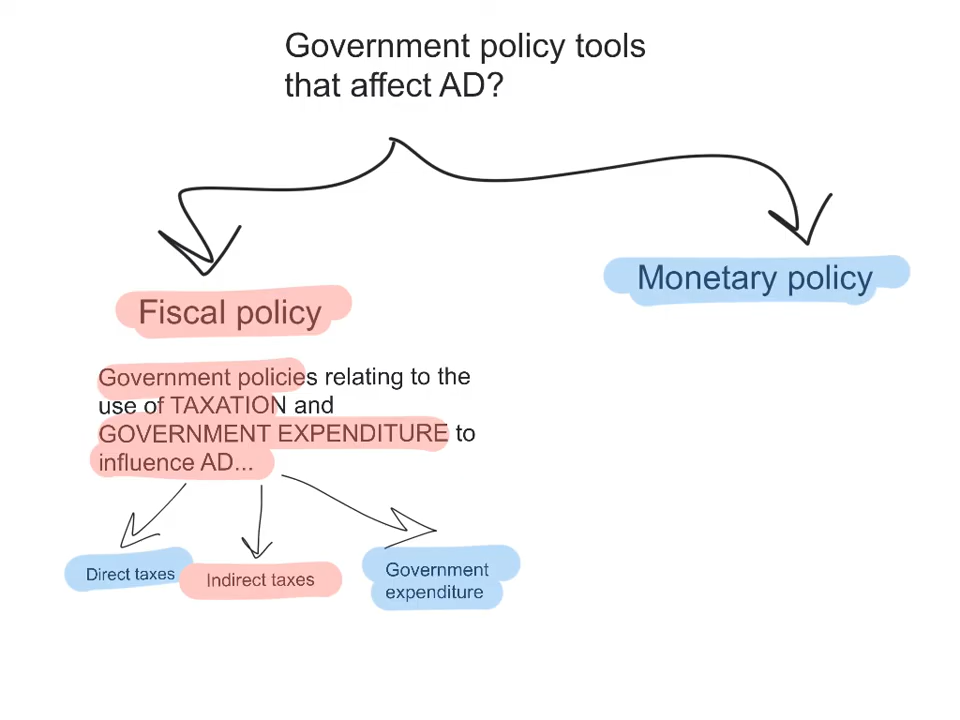 Government policy tools
that affect AD?
Fiscal policy
Monetary policy
Government policies relating to the
use of TAXATION and
GOVERNMENT EXPENDITURE to
influence AD...
Direct taxes
Indirect taxes
Government
expenditure